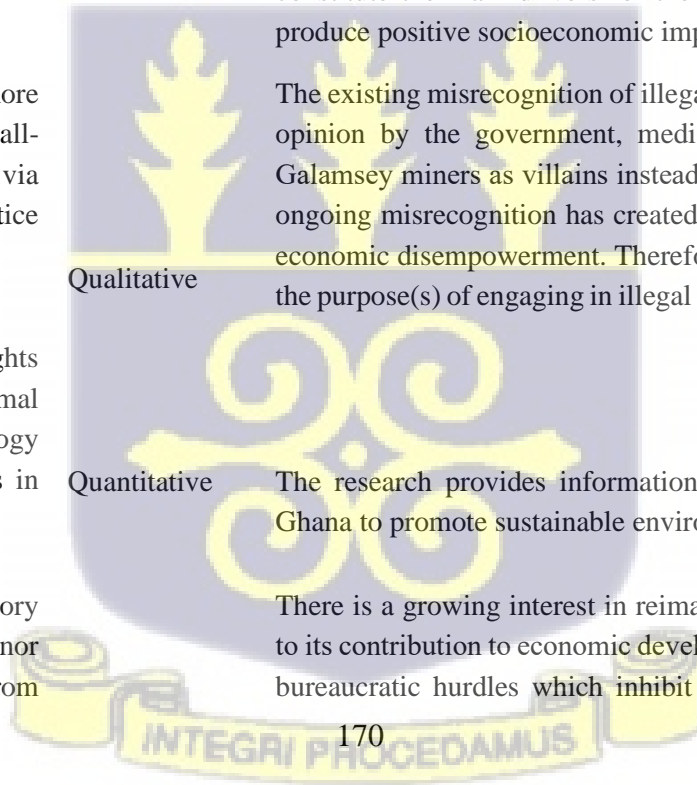 produce positive socioeconomic imp
ore
The existing misrecognition of illega
all-
opinion by the government, medi
via
Galamsey miners as villains instead
tice
ongoing misrecognition has created
economic disempowerment. Therefo
Qualitative
the purpose(s) of engaging in illegal
ghts
mal
ogy
s in
Quantitative
The research provides information
Ghana to promote sustainable enviro
ory
There is a growing interest in reima
nor
to its contribution to economic devel
rom
bureaucratic hurdles which inhibit
170
INTEGRI PROCEDAMUS